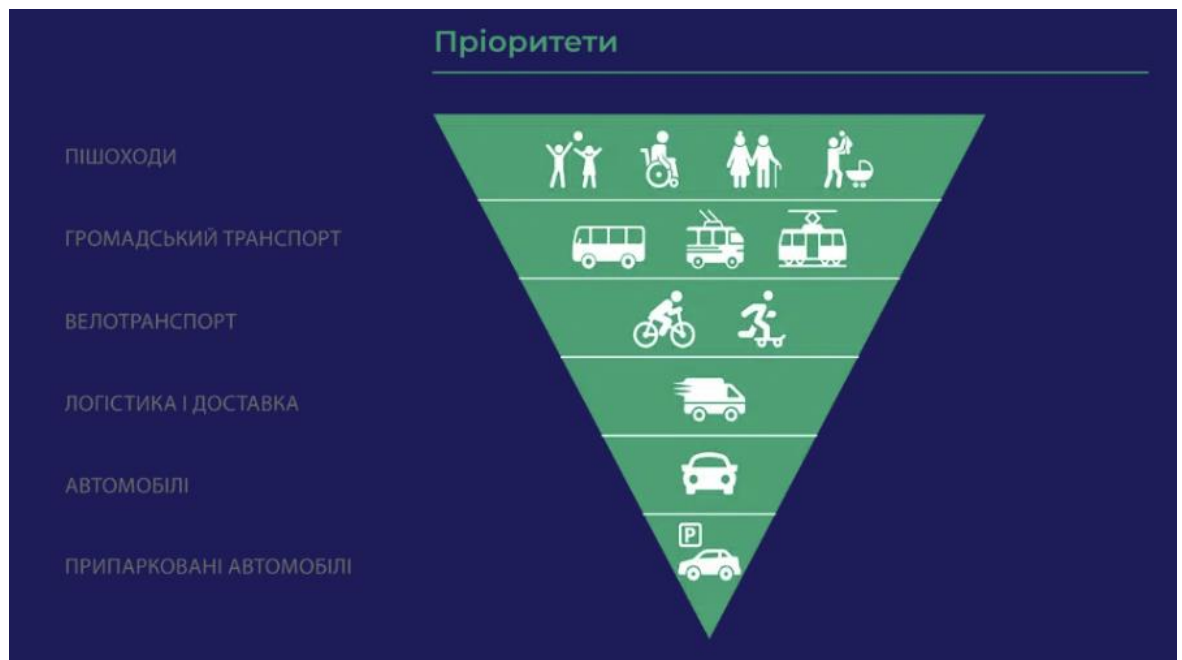 Пріоритети
ПІШОХОДИ
ГРОМАДСЬКИЙ ТРАНСПОРТ
ВЕЛОТРАНСПОРТ
ЛОГІСТИКА І ДОСТАВКА
АВТОМОБІЛІ
P
ПРИПАРКОВАНІ АВТОМОБІЛІ